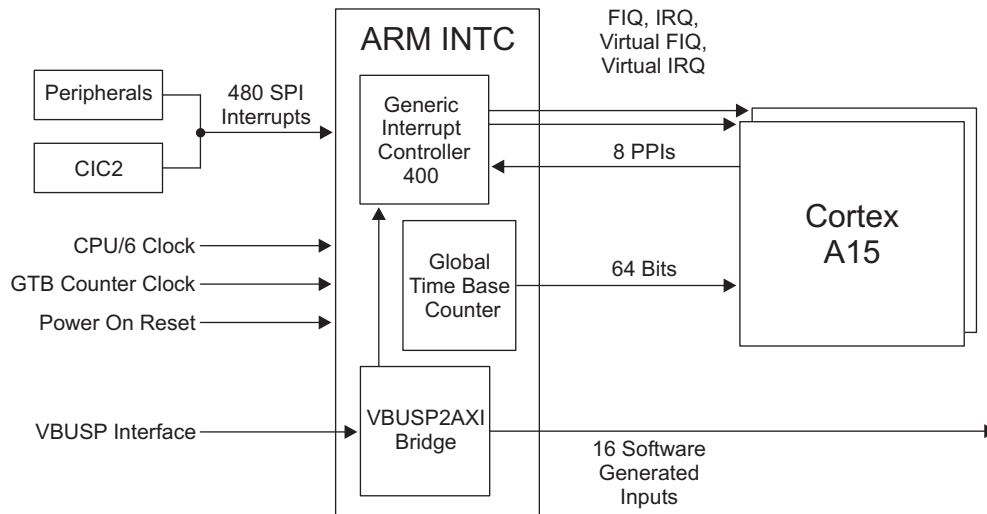 ARM INTC
FIQ, IRQ,
Virtual FIQ,
Virtual IRQ
Peripherals
CIC2
480 SPI
Interrupts
Generic
Interrupt
Controller
400
8 PPIs
Cortex
A15
CPU/6 Clock
GTB Counter Clock
Power On Reset
Global
Time Base
Counter
64 Bits
VBUSP Interface
VBUSP2AXI
Bridge
16 Software
Generated
Inputs